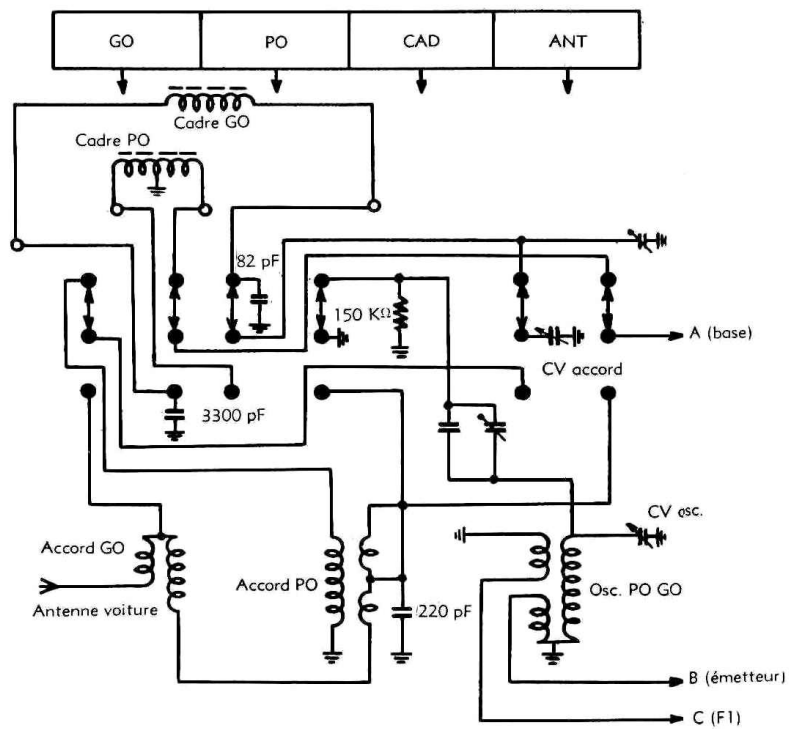 GO PO CAD ANT
Cadre GO
Cadre PO
82 pF
150 KΩ
A (base)
CV accord
3300 pF
CV osc.
Accord GO
Accord PO
Osc. PO GO
Antenne voiture
220 pF
B (émetteur)
C (F1)